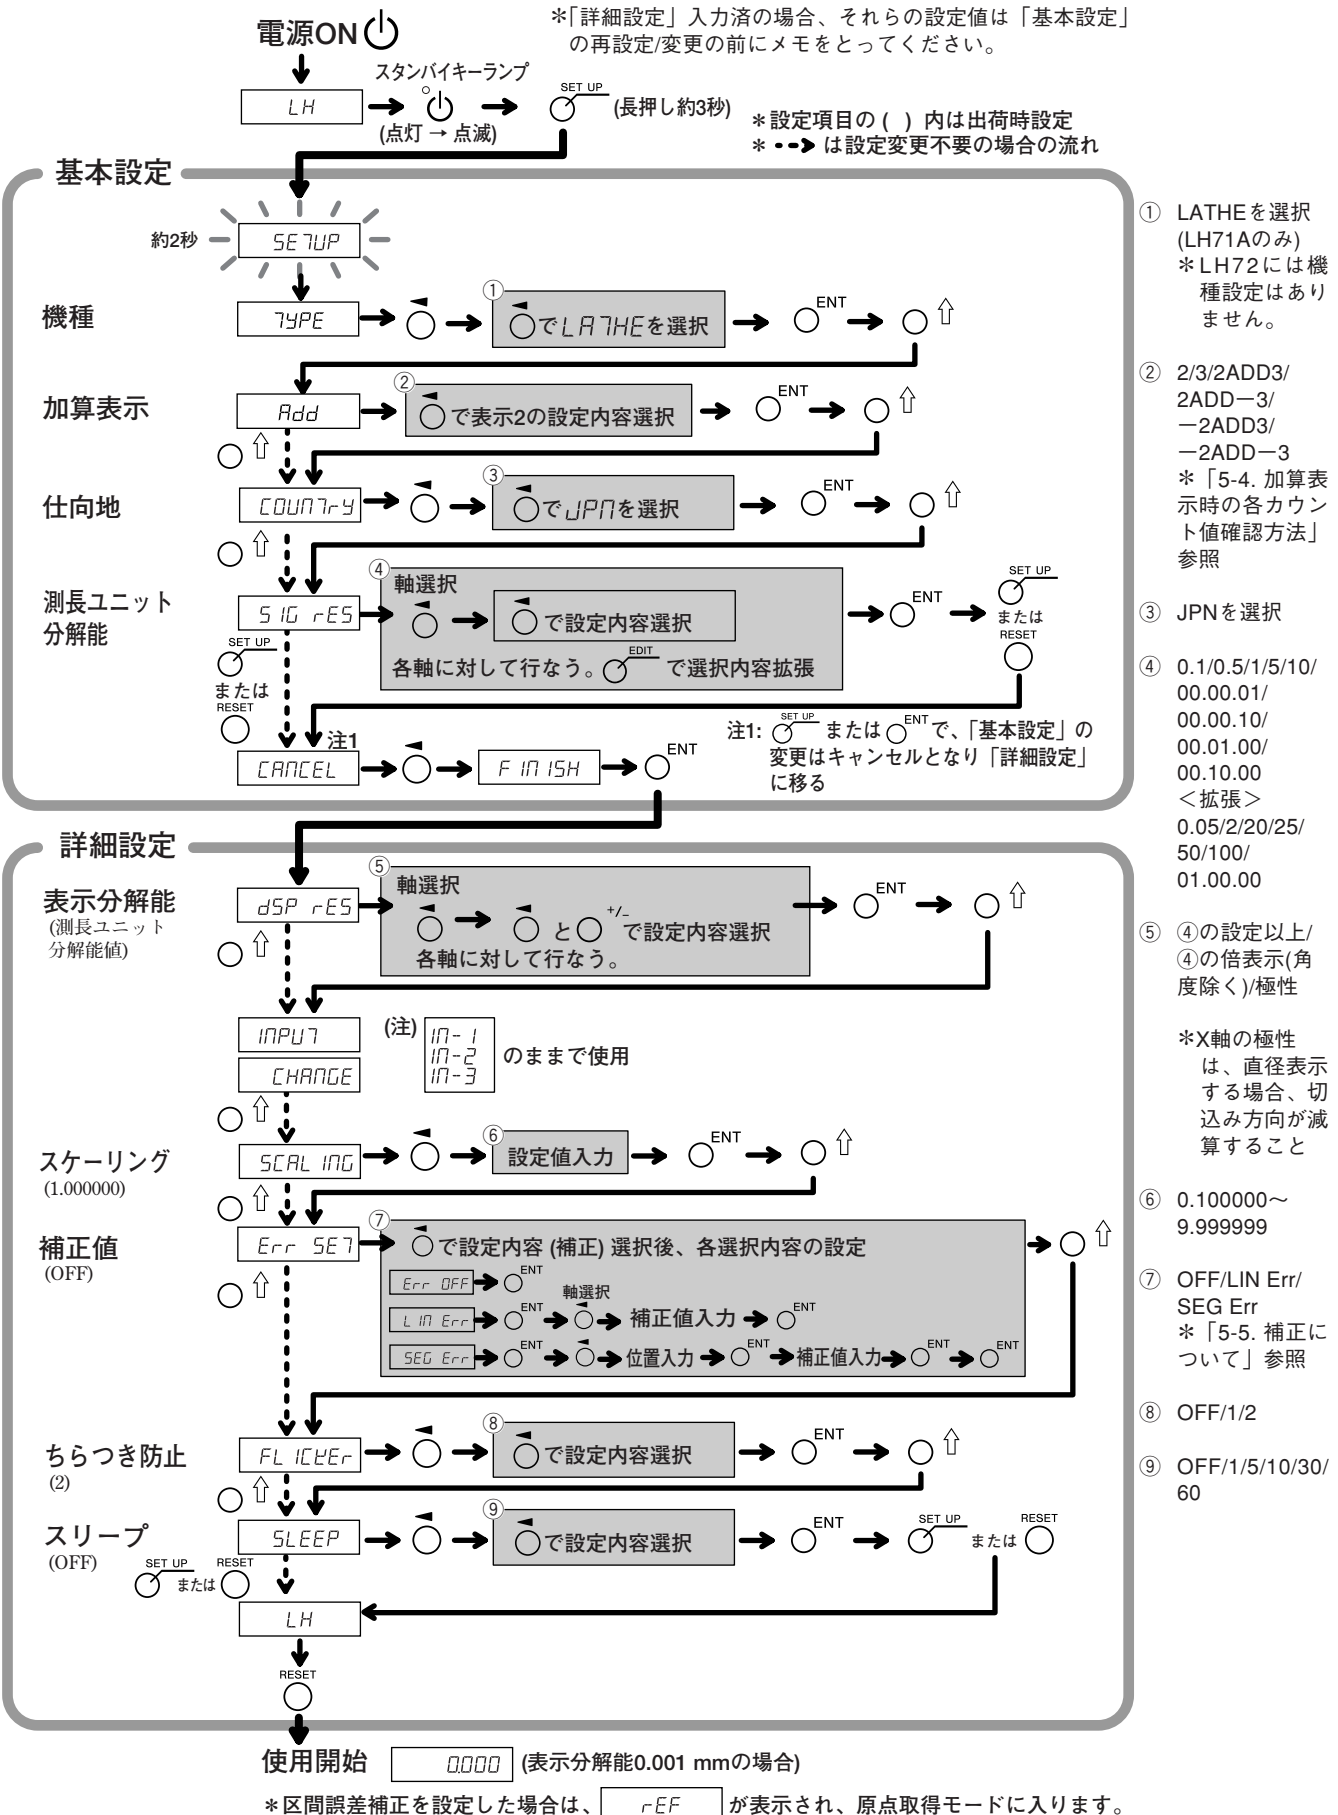 電源ON
＊「詳細設定」入力済の場合、それらの設定値は「基本設定」
の再設定/変更の前にメモをとってください。
スタンバイキーランプ
LH
SET UP
(長押し約3秒)
(点灯 → 点滅)
＊設定項目の (　) 内は出荷時設定
＊ ━▶ は設定変更不要の場合の流れ
基本設定
約2秒
SETUP
機種
TYPE
①
でLATHEを選択
ENT
加算表示
Add
②
で表示2の設定内容選択
ENT
仕向地
COUNTrY
③
でJPNを選択
ENT
測長ユニット
分解能
SIG rES
④
軸選択
で設定内容選択
各軸に対して行なう。
EDIT
で選択内容拡張
ENT
SET UP
または
RESET
SET UP
または
RESET
注1
CANCEL
FINISH
ENT
注1:
SET UP
または
ENT
で、「基本設定」の
変更はキャンセルとなり「詳細設定」
に移る
詳細設定
表示分解能
(測長ユニット
分解能値)
dSP rES
⑤
軸選択
と
+/−
で設定内容選択
各軸に対して行なう。
ENT
INPUT
CHANGE
(注)
IN-1
IN-2
IN-3
のままで使用
スケーリング
(1.000000)
SCALING
⑥
設定値入力
ENT
補正値
(OFF)
Err SET
⑦
で設定内容 (補正) 選択後、各選択内容の設定
Err OFF
ENT
LIN Err
ENT
軸選択
補正値入力
ENT
SEG Err
ENT
位置入力
ENT
補正値入力
ENT
ENT
ちらつき防止
(2)
FLICKEr
⑧
で設定内容選択
ENT
スリープ
(OFF)
SLEEP
⑨
で設定内容選択
ENT
SET UP
または
RESET
SET UP
または
RESET
LH
RESET
使用開始
0.000
(表示分解能0.001 mmの場合)
＊区間誤差補正を設定した場合は、
rEF
が表示され、原点取得モードに入ります。
① LATHEを選択
(LH71Aのみ)
＊LH72には機
種設定はあり
ません。
② 2/3/2ADD3/
2ADD－3/
－2ADD3/
－2ADD－3
＊「5-4. 加算表
示時の各カウン
ト値確認方法」
参照
③ JPNを選択
④ 0.1/0.5/1/5/10/
00.00.01/
00.00.10/
00.01.00/
00.10.00
＜拡張＞
0.05/2/20/25/
50/100/
01.00.00
⑤ ④の設定以上/
④の倍表示(角
度除く)/極性
＊X軸の極性
は、直径表示
する場合、切
込み方向が減
算すること
⑥ 0.100000～
9.999999
⑦ OFF/LIN Err/
SEG Err
＊「5-5. 補正に
ついて」参照
⑧ OFF/1/2
⑨ OFF/1/5/10/30/
60